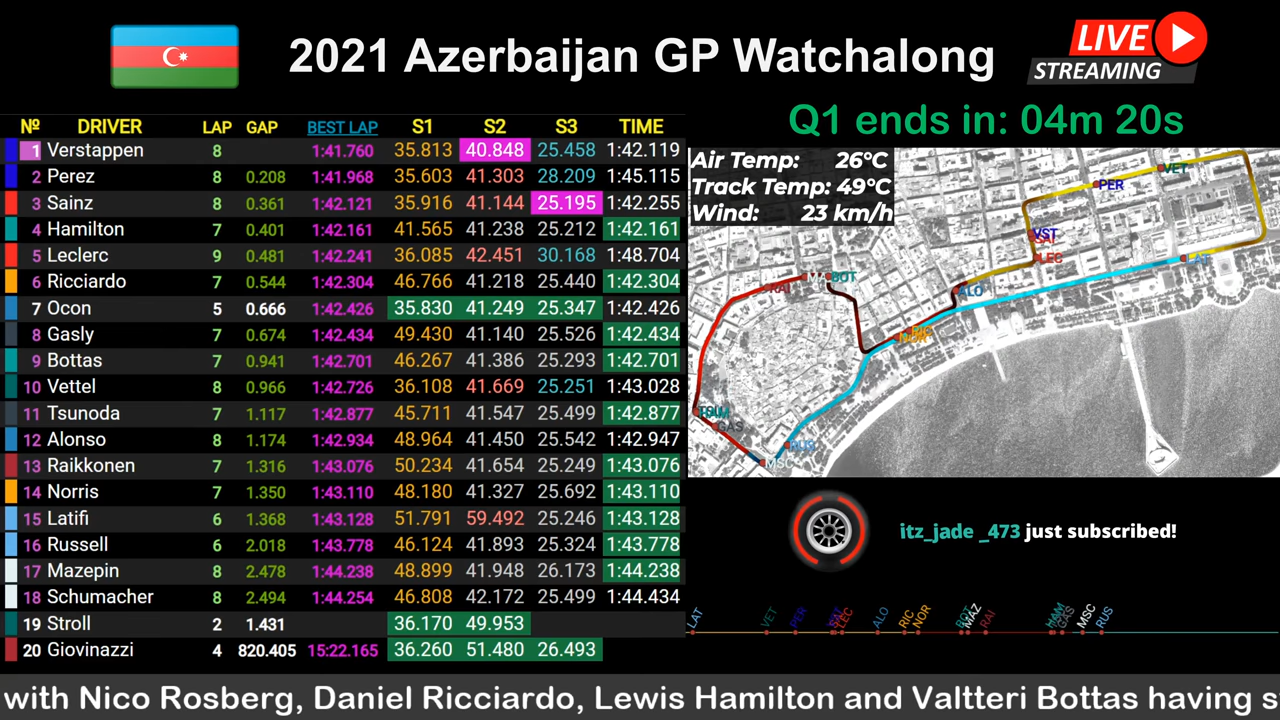 2021 Azerbaijan GP Watchalong
LIVE
STREAMING
Q1 ends in: 04m 20s
Nº DRIVER LAP GAP BEST LAP S1 S2 S3 TIME
1 Verstappen 8 1:41.760 35.813 40.848 25.458 1:42.119
2 Perez 8 0.208 1:41.968 35.603 41.303 28.209 1:45.115
3 Sainz 8 0.361 1:42.121 35.916 41.144 25.195 1:42.255
4 Hamilton 7 0.401 1:42.161 41.565 41.238 25.212 1:42.161
5 Leclerc 9 0.481 1:42.241 36.085 42.451 30.168 1:48.704
6 Ricciardo 7 0.544 1:42.304 46.766 41.218 25.440 1:42.304
7 Ocon 5 0.666 1:42.426 35.830 41.249 25.347 1:42.426
8 Gasly 7 0.674 1:42.434 49.430 41.140 25.526 1:42.434
9 Bottas 7 0.941 1:42.701 46.267 41.386 25.293 1:42.701
10 Vettel 8 0.966 1:42.726 36.108 41.669 25.251 1:43.028
11 Tsunoda 7 1.117 1:42.877 45.711 41.547 25.499 1:42.877
12 Alonso 8 1.174 1:42.934 48.964 41.450 25.542 1:42.947
13 Raikkonen 7 1.316 1:43.076 50.234 41.654 25.249 1:43.076
14 Norris 7 1.350 1:43.110 48.180 41.327 25.692 1:43.110
15 Latifi 6 1.368 1:43.128 51.791 59.492 25.246 1:43.128
16 Russell 6 2.018 1:43.778 46.124 41.893 25.324 1:43.778
17 Mazepin 8 2.478 1:44.238 48.899 41.948 26.173 1:44.238
18 Schumacher 8 2.494 1:44.254 46.808 42.172 25.499 1:44.434
19 Stroll 2 1.431 36.170 49.953
20 Giovinazzi 4 820.405 15:22.165 36.260 51.480 26.493
Air Temp: 26°C
Track Temp: 49°C
Wind: 23 km/h
VET
PER
VST
SAI
LEC
LAT
BOT
RAI
ALO
RIC
NOR
HAM
GAS
RUS
MSC
itz_jade _473 just subscribed!
LAT VET PER SAI LEC ALO RIC NOR BOT MAZ RAI HAM GAS MSC RUS
with Nico Rosberg, Daniel Ricciardo, Lewis Hamilton and Valtteri Bottas having s